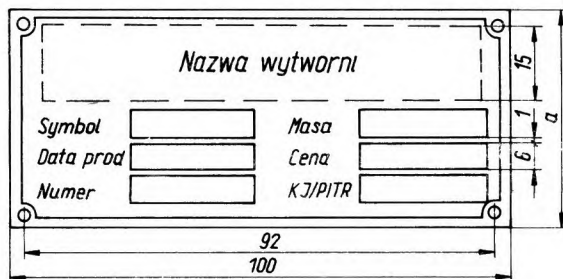 Nazwa wytworni
Symbol Masa
Data prod Cena
Numer KJ/PITR
15
1
6
a
92
100